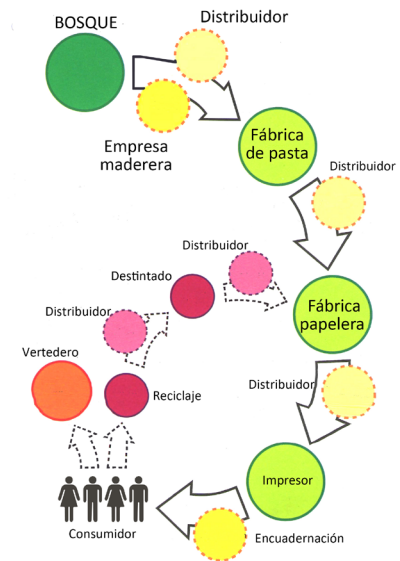 Distribuidor
BOSQUE
Empresa
maderera
Fábrica
de pasta
Distribuidor
Distribuidor
Destintado
Distribuidor
Fábrica
papelera
Vertedero
Reciclaje
Distribuidor
Impresor
Consumidor
Encuadernación